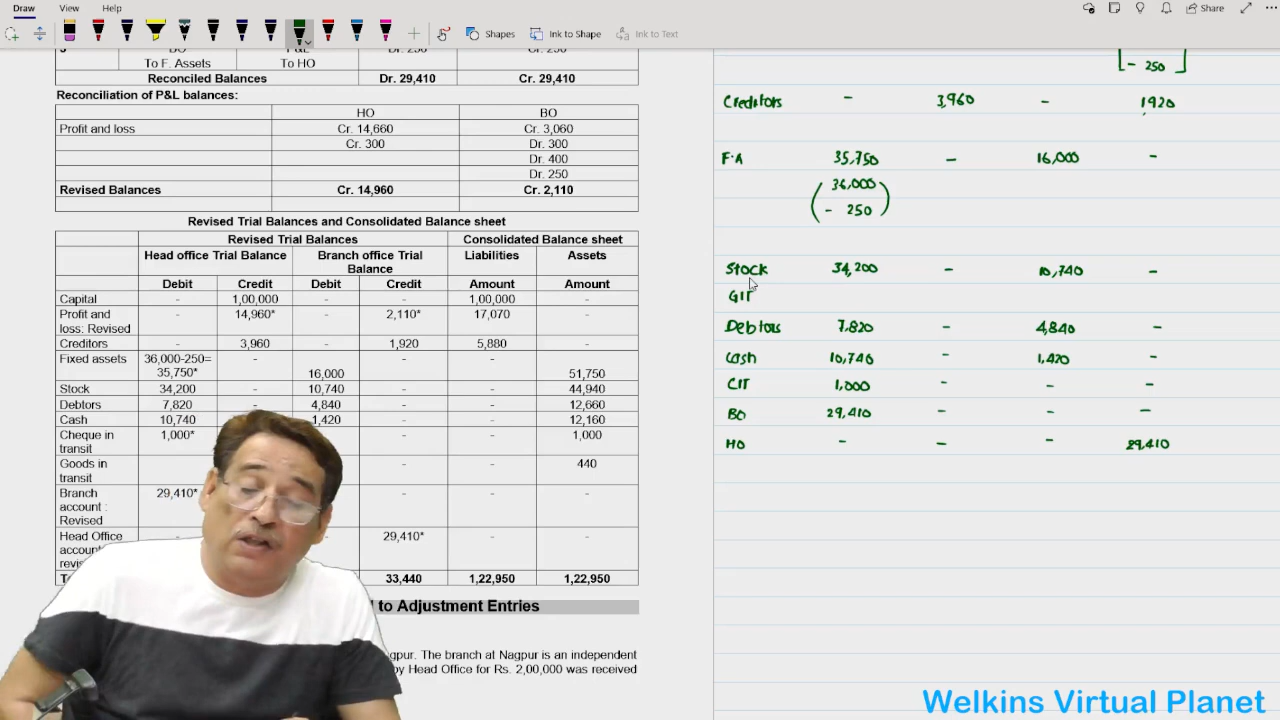 Draw View Help
Share
Shapes Ink to Shape Ink to Text
BO P&L Dr. 250 Cr. 250
To F. Assets To HO
Reconciled Balances Dr. 29,410 Cr. 29,410
Reconciliation of P&L balances:
HO BO
Profit and loss Cr. 14,660 Cr. 3,060
Cr. 300 Dr. 300
Dr. 400
Dr. 250
Revised Balances Cr. 14,960 Cr. 2,110
Revised Trial Balances and Consolidated Balance sheet
Revised Trial Balances Consolidated Balance sheet
Head office Trial Balance Branch office Trial Balance Liabilities Assets
Debit Credit Debit Credit Amount Amount
Capital - 1,00,000 - - 1,00,000 -
Profit and loss: Revised - 14,960* - 2,110* 17,070
Creditors - 3,960 - 1,920 5,880
Fixed assets 36,000-250= 35,750* - 16,000 - - 51,750
Stock 34,200 - 10,740 - - 44,940
Debtors 7,820 - 4,840 - - 12,660
Cash 10,740 1,420 - - 12,160
Cheque in transit 1,000* - - 1,000
Goods in transit - - 440
Branch account : Revised 29,410* - - -
Head Office - 29,410* - -
33,440 1,22,950 1,22,950
to Adjustment Entries
gpur. The branch at Nagpur is an independent
by Head Office for Rs. 2,00,000 was received
- 250
Creditors - 3,960 - 1920
F.A 35,750 - 16,000 -
36,000
- 250
Stock 34,200 - 10,740 -
GIT
Debtors 7,820 - 4,840 -
Cash 10,740 - 1,420 -
CIT 1,000 - - -
BO 29,410 - - -
HO - - - 29,410
Welkins Virtual Planet